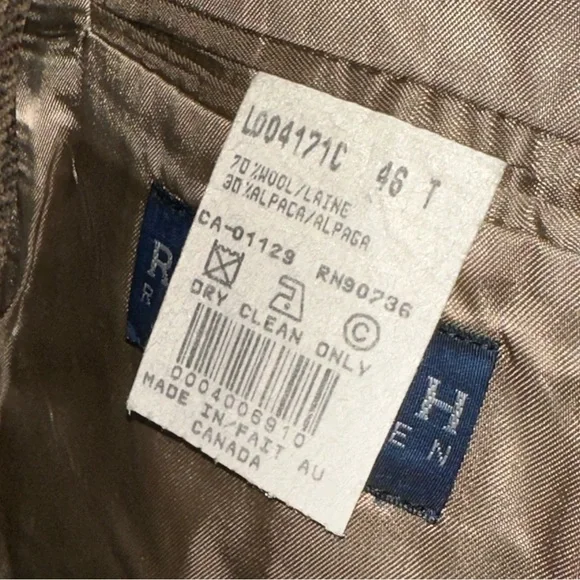 L004171C 46 T
70%WOOL/LAINE
30%ALPACA/ALPAGA
CA-01129 RN90736
C
DRY CLEAN ONLY
0004006910
MADE IN/FAIT AU
CANADA
R H
R E N